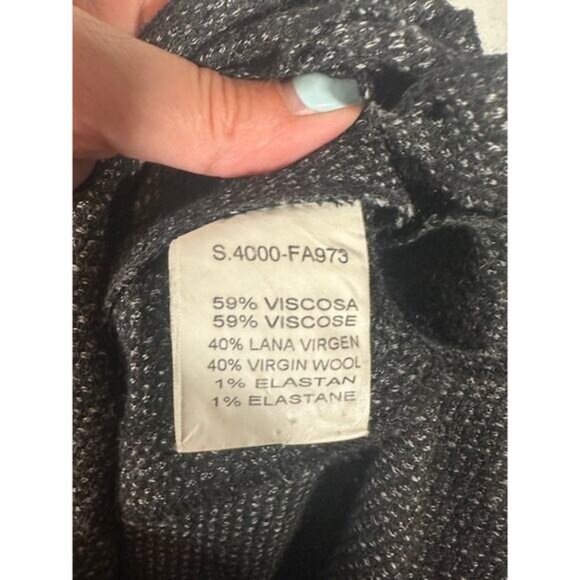 S.4000-FA973
59% VISCOSA
59% VISCOSE
40% LANA VIRGEN
40% VIRGIN WOOL
1% ELASTAN
1% ELASTANE